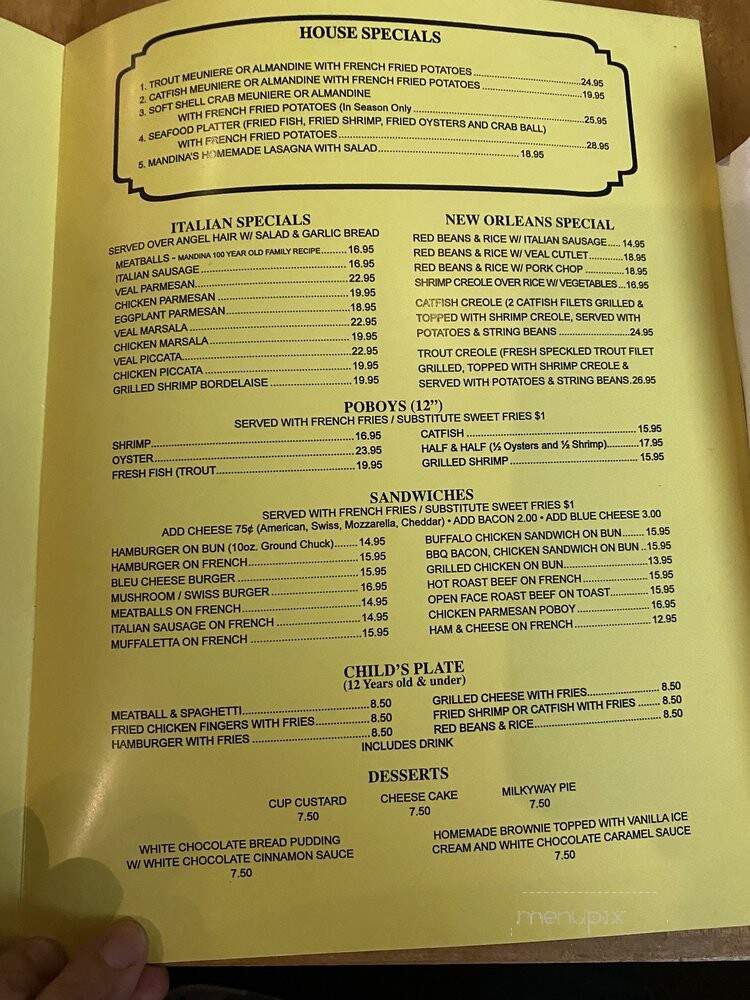 HOUSE SPECIALS
1. TROUT MEUNIERE OR ALMANDINE WITH FRENCH FRIED POTATOES ...24.95
2. CATFISH MEUNIERE OR ALMANDINE WITH FRENCH FRIED POTATOES ...19.95
3. SOFT SHELL CRAB MEUNIERE OR ALMANDINE
WITH FRENCH FRIED POTATOES (In Season Only ...25.95
4. SEAFOOD PLATTER (FRIED FISH, FRIED SHRIMP, FRIED OYSTERS AND CRAB BALL)
WITH FRENCH FRIED POTATOES...28.95
5. MANDINA'S HOMEMADE LASAGNA WITH SALAD...18.95
ITALIAN SPECIALS
SERVED OVER ANGEL HAIR W/ SALAD & GARLIC BREAD
MEATBALLS - MANDINA 100 YEAR OLD FAMILY RECIPE...16.95
ITALIAN SAUSAGE...16.95
VEAL PARMESAN...22.95
CHICKEN PARMESAN ...19.95
EGGPLANT PARMESAN...18.95
VEAL MARSALA ...22.95
CHICKEN MARSALA...19.95
VEAL PICCATA...22.95
CHICKEN PICCATA ...19.95
GRILLED SHRIMP BORDELAISE ...19.95
NEW ORLEANS SPECIAL
RED BEANS & RICE W/ ITALIAN SAUSAGE..... 14.95
RED BEANS & RICE W/ VEAL CUTLET...18.95
RED BEANS & RICE W/ PORK CHOP ...18.95
SHRIMP CREOLE OVER RICE W/ VEGETABLES ...16.95
CATFISH CREOLE (2 CATFISH FILETS GRILLED &
TOPPED WITH SHRIMP CREOLE, SERVED WITH
POTATOES & STRING BEANS ...24.95
TROUT CREOLE (FRESH SPECKLED TROUT FILET
GRILLED, TOPPED WITH SHRIMP CREOLE &
SERVED WITH POTATOES & STRING BEANS.26.95
POBOYS (12")
SERVED WITH FRENCH FRIES / SUBSTITUTE SWEET FRIES $1
SHRIMP...16.95
OYSTER...23.95
FRESH FISH (TROUT...19.95
CATFISH ...15.95
HALF & HALF (½ Oysters and ½ Shrimp)...17.95
GRILLED SHRIMP ...15.95
SANDWICHES
SERVED WITH FRENCH FRIES / SUBSTITUTE SWEET FRIES $1
ADD CHEESE 75¢ (American, Swiss, Mozzarella, Cheddar) • ADD BACON 2.00 • ADD BLUE CHEESE 3.00
HAMBURGER ON BUN (10oz. Ground Chuck)...14.95
HAMBURGER ON FRENCH...15.95
BLEU CHEESE BURGER ...15.95
MUSHROOM / SWISS BURGER ...16.95
MEATBALLS ON FRENCH...14.95
ITALIAN SAUSAGE ON FRENCH ...14.95
MUFFALETTA ON FRENCH ...15.95
BUFFALO CHICKEN SANDWICH ON BUN...15.95
BBQ BACON, CHICKEN SANDWICH ON BUN ..15.95
GRILLED CHICKEN ON BUN...13.95
HOT ROAST BEEF ON FRENCH ...15.95
OPEN FACE ROAST BEEF ON TOAST...15.95
CHICKEN PARMESAN POBOY ...16.95
HAM & CHEESE ON FRENCH...12.95
CHILD'S PLATE
(12 Years old & under)
MEATBALL & SPAGHETTI...8.50
FRIED CHICKEN FINGERS WITH FRIES...8.50
HAMBURGER WITH FRIES ...8.50
GRILLED CHEESE WITH FRIES...8.50
FRIED SHRIMP OR CATFISH WITH FRIES ...8.50
RED BEANS & RICE...8.50
INCLUDES DRINK
DESSERTS
CUP CUSTARD
7.50
CHEESE CAKE
7.50
MILKYWAY PIE
7.50
WHITE CHOCOLATE BREAD PUDDING
W/ WHITE CHOCOLATE CINNAMON SAUCE
7.50
HOMEMADE BROWNIE TOPPED WITH VANILLA ICE
CREAM AND WHITE CHOCOLATE CARAMEL SAUCE
7.50
menupix